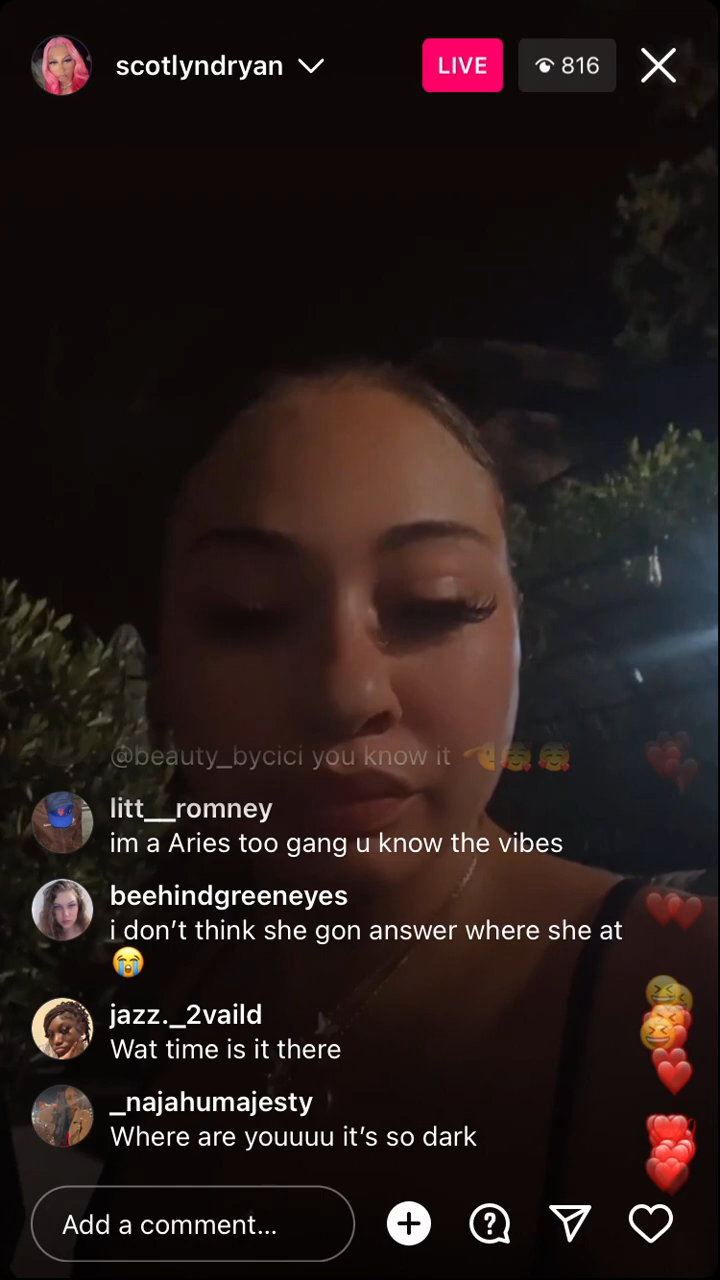 scotlyndryan
LIVE
816
@beauty_bycici you know it 🥰🥰
litt__romney
im a Aries too gang u know the vibes
beehindgreeneyes
i don’t think she gon answer where she at
😭
jazz._2vaild
Wat time is it there
_najahumajesty
Where are youuuu it’s so dark
Add a comment...